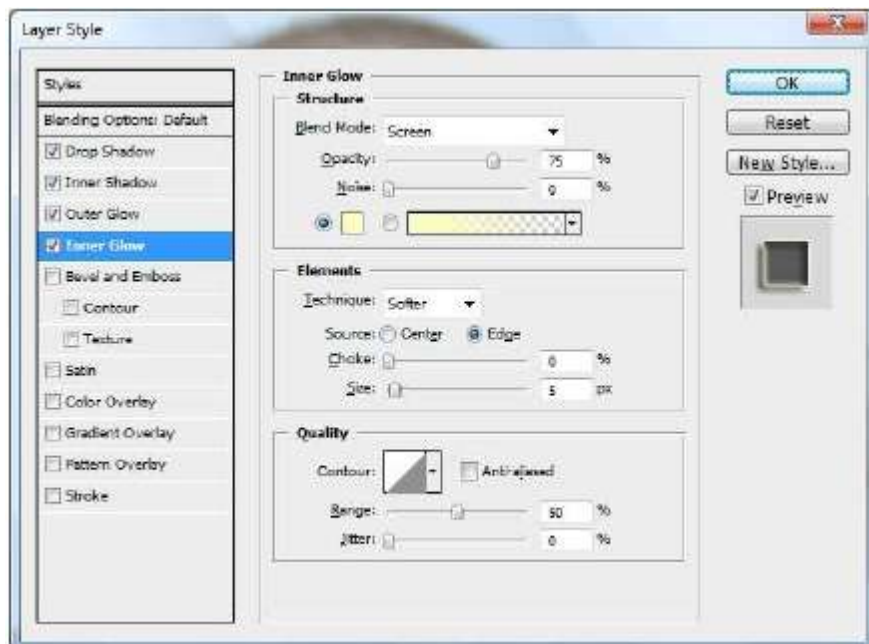 Layer Style
Styles
Blending Options: Default
Drop Shadow
Inner Shadow
Outer Glow
Inner Glow
Bevel and Emboss
Contour
Texture
Satin
Color Overlay
Gradient Overlay
Pattern Overlay
Stroke
Inner Glow
Structure
Blend Mode: Screen
Opacity: 75 %
Noise: 0 %
Elements
Technique: Softer
Source: Center Edge
Choke: 0 %
Size: 5 px
Quality
Contour: Anti-aliased
Range: 50 %
Jitter: 0 %
OK
Reset
New Style...
Preview